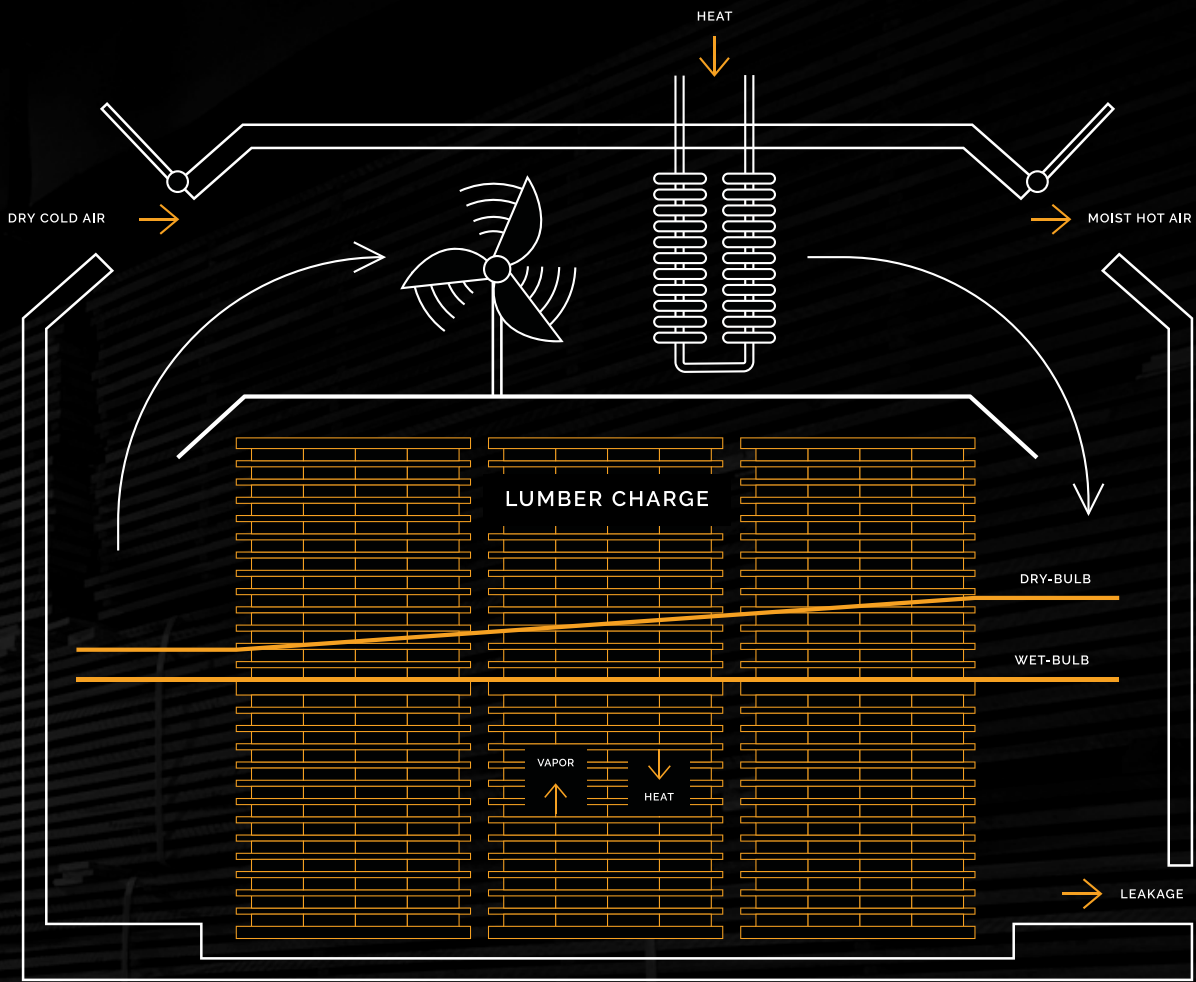 HEAT
DRY COLD AIR
MOIST HOT AIR
LUMBER CHARGE
DRY-BULB
WET-BULB
VAPOR
HEAT
LEAKAGE